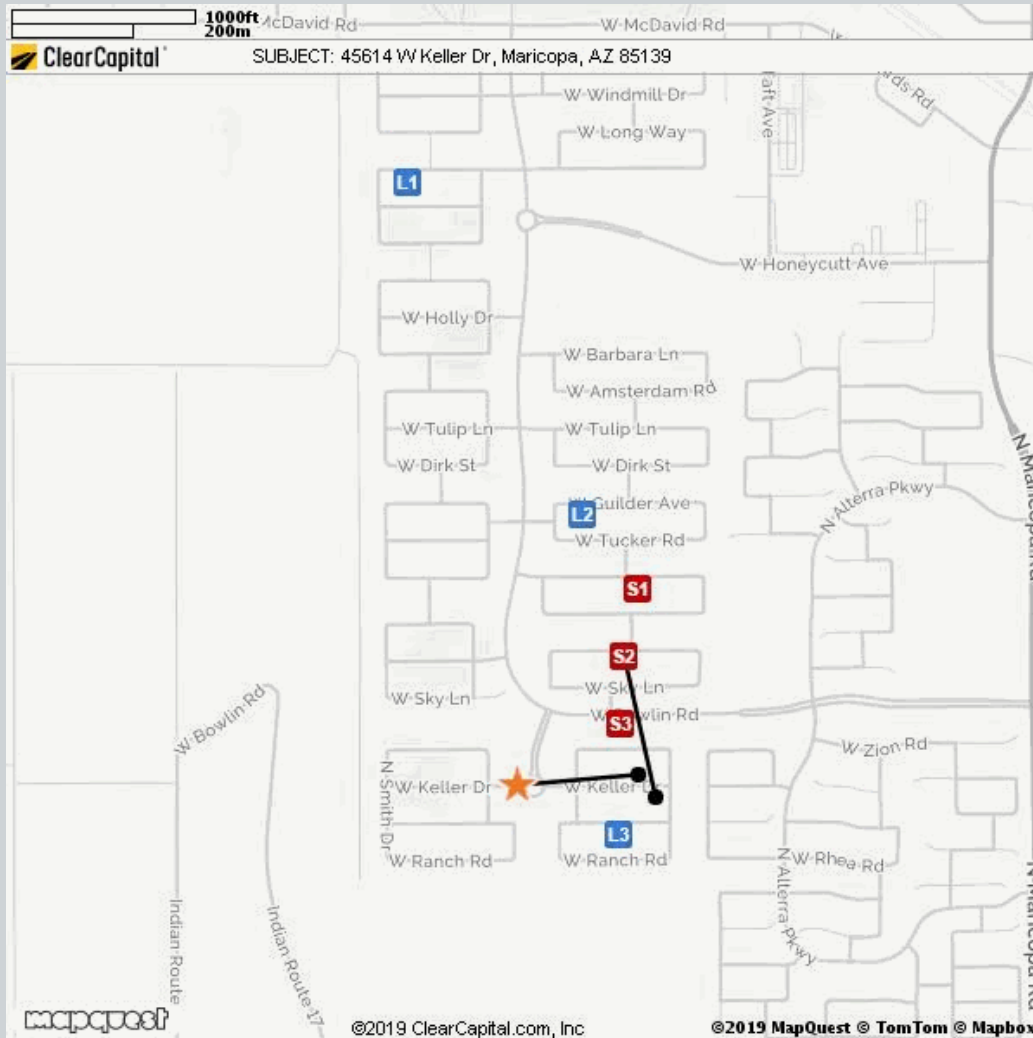 1000ft
200m
McDavid Rd
W McDavid Rd
ClearCapital
SUBJECT: 45614 W Keller Dr, Maricopa, AZ 85139
W Windmill Dr
Taft Ave
W Long Way
L1
W Honeycutt Ave
W Holly Dr
W Barbara Ln
W Amsterdam Rd
W Tulip Ln
W Tulip Ln
W Dirk St
W Dirk St
N Alterra Pkwy
L2
Guilder Ave
W Tucker Rd
S1
S2
W Sky Ln
W Sky Ln
W Bowlin Rd
S3
W Bowlin Rd
W Zion Rd
N Smith Dr
W Keller Dr
W Keller Dr
L3
W Ranch Rd
W Ranch Rd
W Rhea Rd
N Alterra Pkwy
N Maricopa Rd
Indian Route
Indian Route 17
mapquest
©2019 ClearCapital.com, Inc
©2019 MapQuest © TomTom © Mapbox